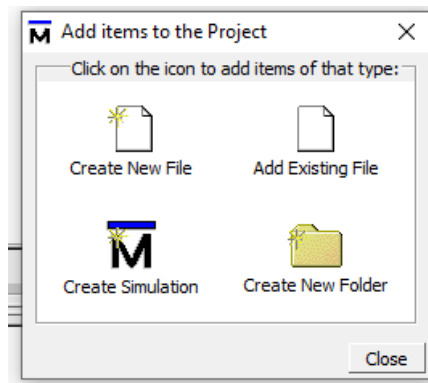 Add items to the Project
Click on the icon to add items of that type:
Create New File
Add Existing File
Create Simulation
Create New Folder
Close